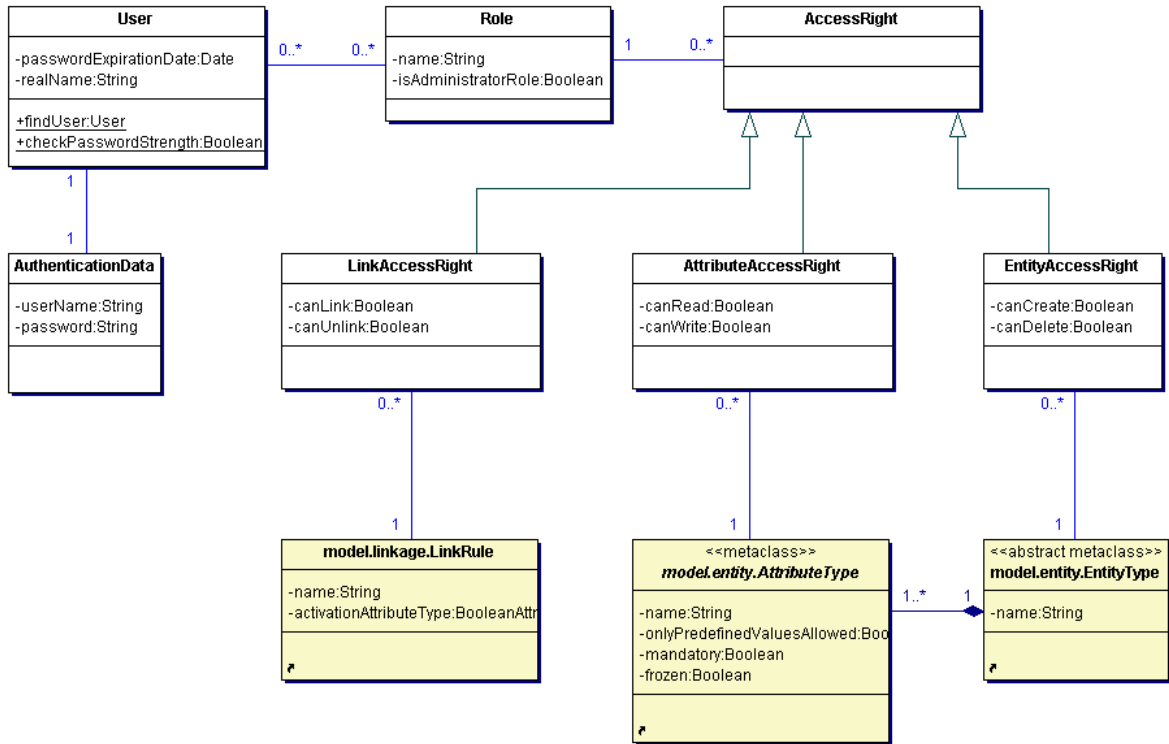 User
-passwordExpirationDate:Date
-realName:String
+findUser:User
+checkPasswordStrength:Boolean
0..*
0..*
Role
-name:String
-isAdministratorRole:Boolean
1
0..*
AccessRight
1
1
AuthenticationData
-userName:String
-password:String
LinkAccessRight
-canLink:Boolean
-canUnlink:Boolean
AttributeAccessRight
-canRead:Boolean
-canWrite:Boolean
EntityAccessRight
-canCreate:Boolean
-canDelete:Boolean
0..*
0..*
0..*
1
1
1
model.linkage.LinkRule
-name:String
-activationAttributeType:BooleanAttr
<<metaclass>>
model.entity.AttributeType
-name:String
-onlyPredefinedValuesAllowed:Boo
-mandatory:Boolean
-frozen:Boolean
1..*
1
<<abstract metaclass>>
model.entity.EntityType
-name:String